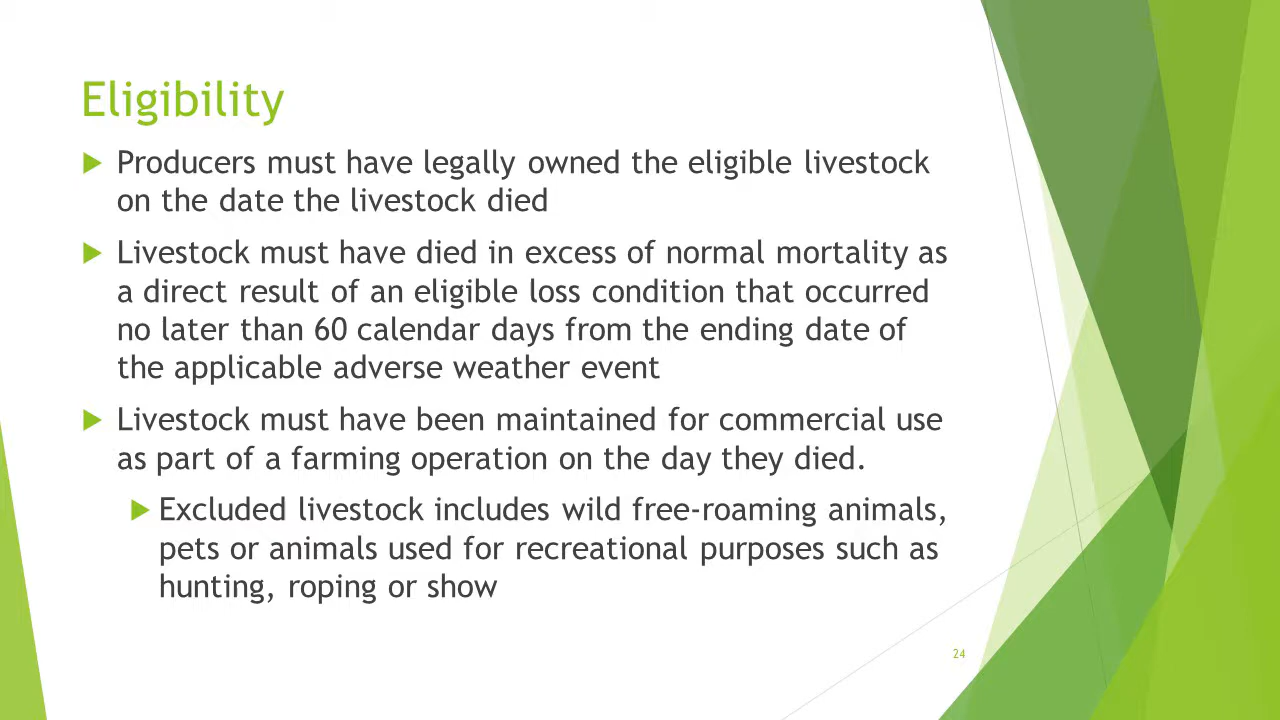 Eligibility
Producers must have legally owned the eligible livestock
on the date the livestock died
Livestock must have died in excess of normal mortality as
a direct result of an eligible loss condition that occurred
no later than 60 calendar days from the ending date of
the applicable adverse weather event
Livestock must have been maintained for commercial use
as part of a farming operation on the day they died.
Excluded livestock includes wild free-roaming animals,
pets or animals used for recreational purposes such as
hunting, roping or show
24